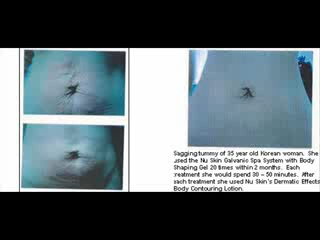 Sagging tummy of 35 year old Korean woman. She
used the Nu Skin Galvanic Spa System with Body
Shaping Gel 20 times within 2 months. Each
treatment she would spend 30 – 50 minutes. After
each treatment she used Nu Skin's Dermatic Effects
Body Contouring Lotion.